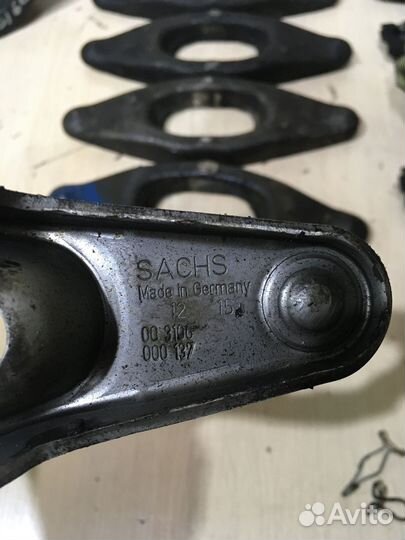 SACHS
Made in Germany
12 15
00 3100
000 137
Avito